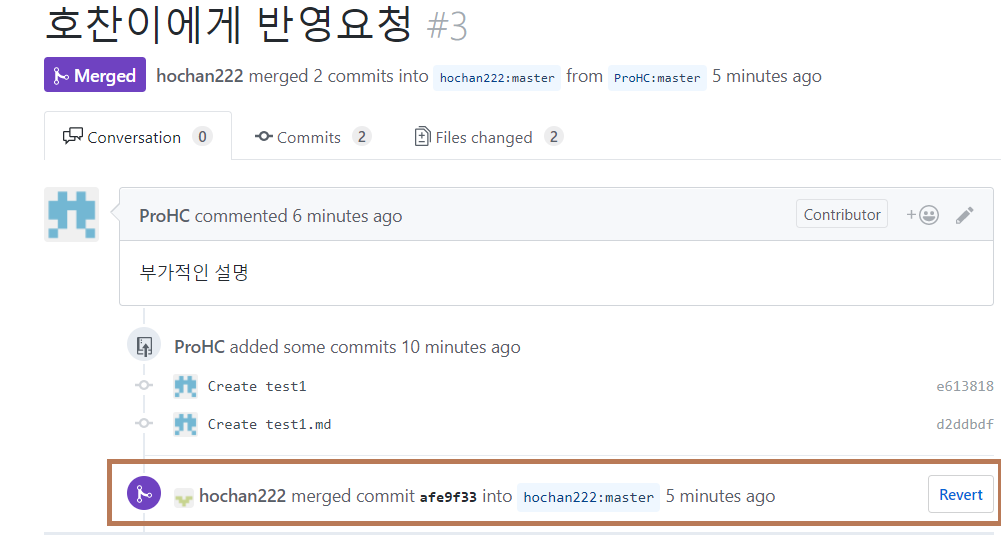 호찬이에게 반영요청 #3
Merged hochan222 merged 2 commits into hochan222:master from ProHC:master 5 minutes ago
Conversation 0 Commits 2 Files changed 2
ProHC commented 6 minutes ago Contributor +
부가적인 설명
ProHC added some commits 10 minutes ago
Create test1 e613818
Create test1.md d2ddbdf
hochan222 merged commit afe9f33 into hochan222:master 5 minutes ago Revert